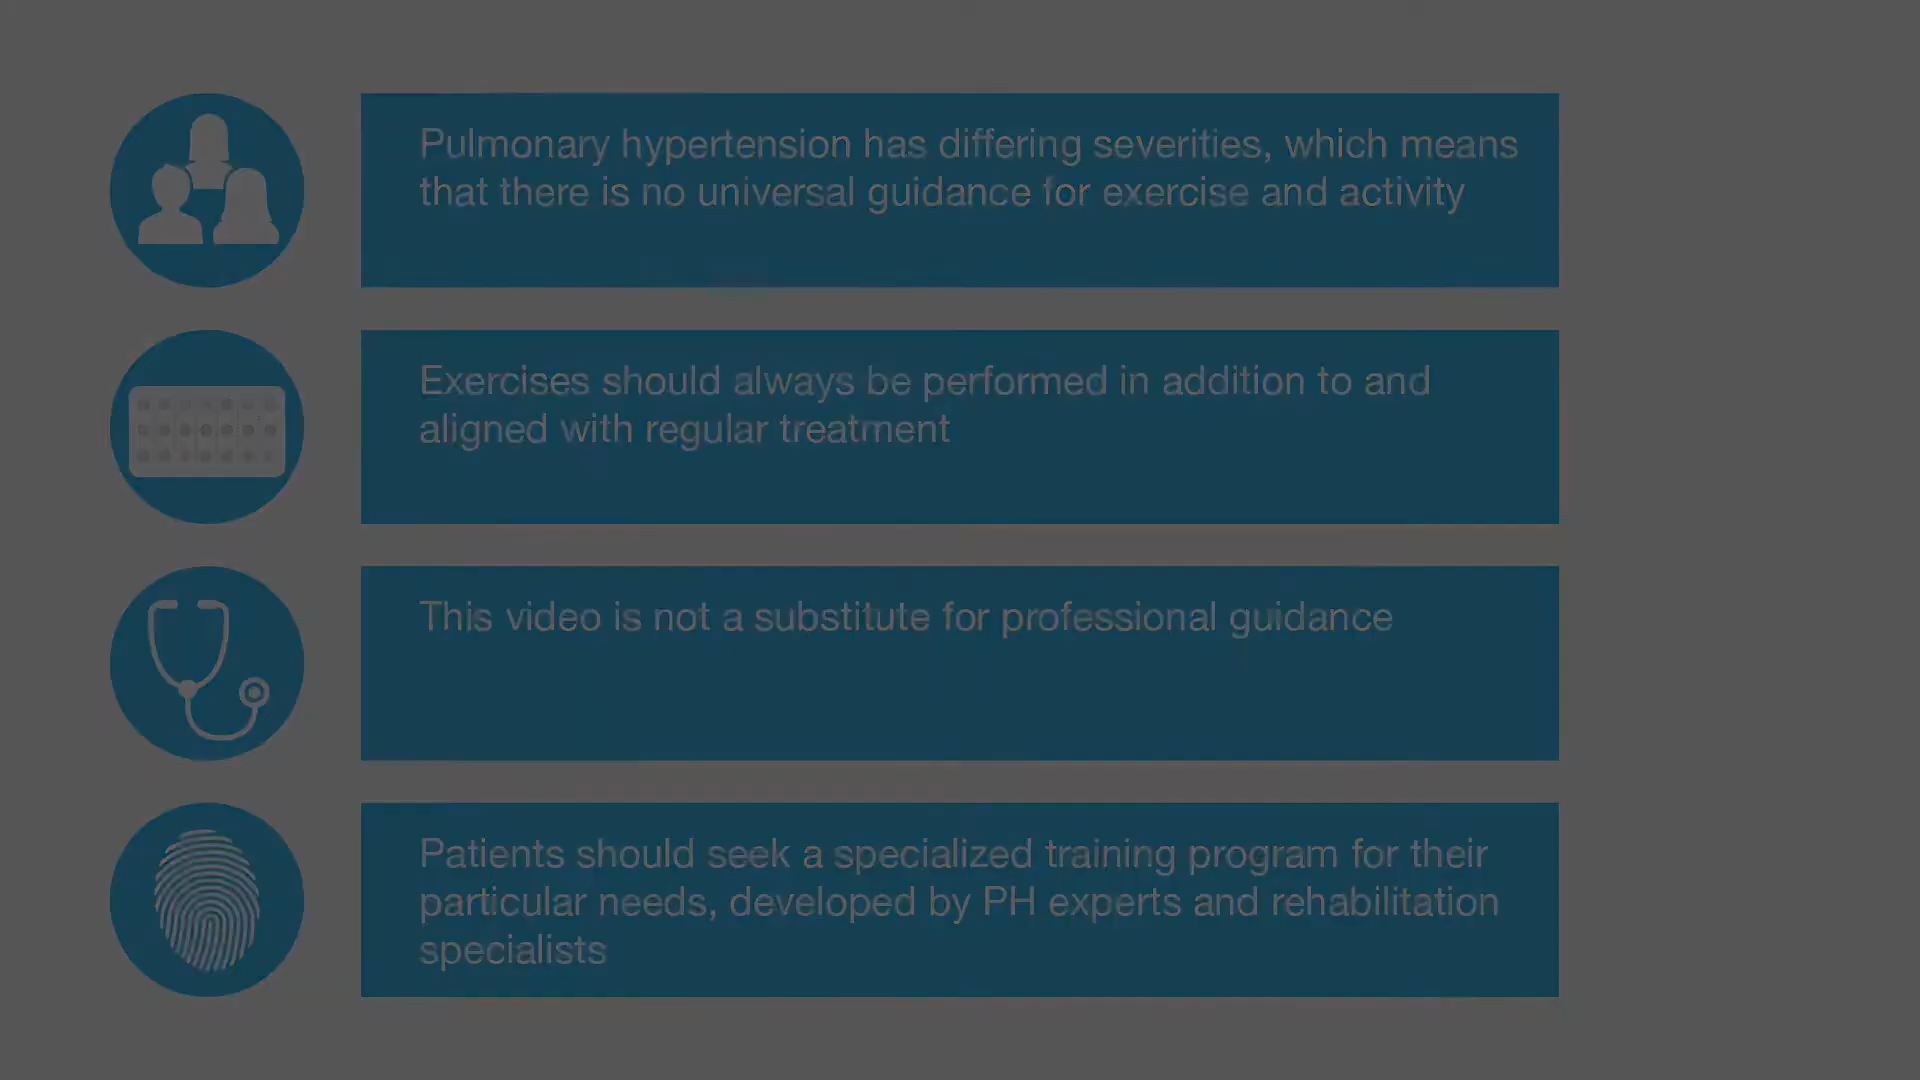 Pulmonary hypertension has differing severities, which means
that there is no universal guidance for exercise and activity
Exercises should always be performed in addition to and
aligned with regular treatment
This video is not a substitute for professional guidance
Patients should seek a specialized training program for their
particular needs, developed by PH experts and rehabilitation
specialists